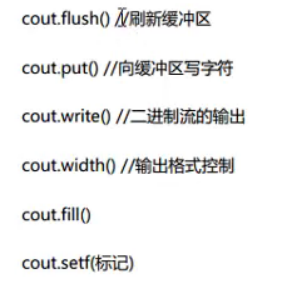 cout.flush() //刷新缓冲区
cout.put() //向缓冲区写字符
cout.write() //二进制流的输出
cout.width() //输出格式控制
cout.fill()
cout.setf(标记)